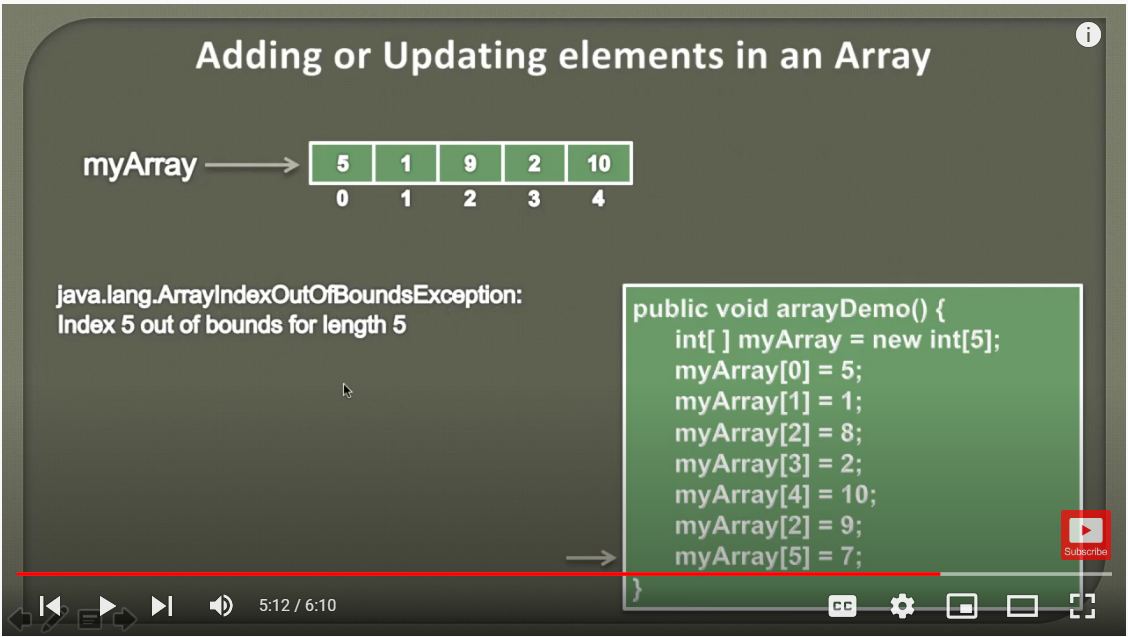 Adding or Updating elements in an Array
myArray
5 1 9 2 10
0 1 2 3 4
java.lang.ArrayIndexOutOfBoundsException:
Index 5 out of bounds for length 5
public void arrayDemo() {
int[ ] myArray = new int[5];
myArray[0] = 5;
myArray[1] = 1;
myArray[2] = 8;
myArray[3] = 2;
myArray[4] = 10;
myArray[2] = 9;
myArray[5] = 7;
}
Subscribe
5:12 / 6:10
CC